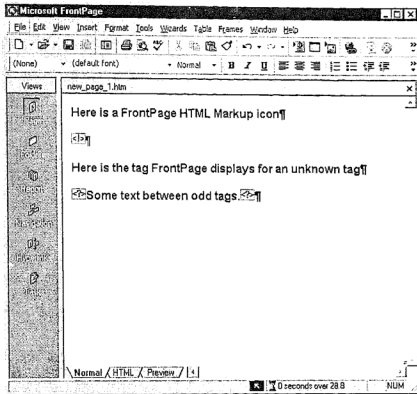 Microsoft FrontPage
File Edit View Insert Format Tools Wizards Table Frames Window Help
(None) (default font) Normal B I U
Views new_page_1.htm
Here is a FrontPage HTML Markup icon¶
<|>¶
Here is the tag FrontPage displays for an unknown tag¶
<?>Some text between odd tags.<?>¶
Normal HTML Preview
0 seconds over 28.8 NUM